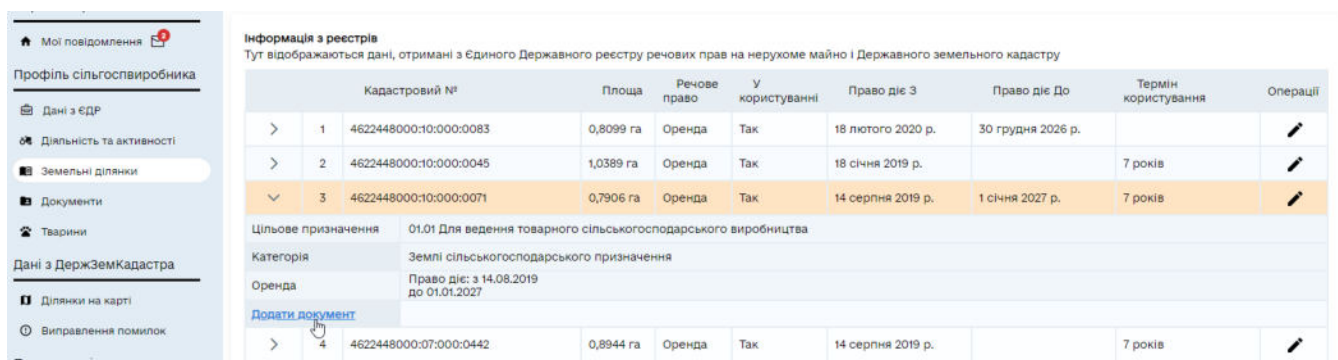 Мої повідомлення 2
Профіль сільгоспвиробника
Дані з ЄДР
Діяльність та активності
Земельні ділянки
Документи
Тварини
Дані з ДержЗемКадастра
Ділянки на карті
Виправлення помилок
Інформація з реєстрів
Тут відображаються дані, отримані з Єдиного Державного реєстру речових прав на нерухоме майно і Державного земельного кадастру
Кадастровий № Площа Речове право У користуванні Право діє З Право діє До Термін користування Операції
1 4622448000:10:000:0083 0,8099 га Оренда Так 18 лютого 2020 р. 30 грудня 2026 р.
2 4622448000:10:000:0045 1,0389 га Оренда Так 18 січня 2019 р. 7 років
3 4622448000:10:000:0071 0,7906 га Оренда Так 14 серпня 2019 р. 1 січня 2027 р. 7 років
Цільове призначення 01.01 Для ведення товарного сільськогосподарського виробництва
Категорія Землі сільськогосподарського призначення
Оренда Право діє: з 14.08.2019
до 01.01.2027
Додати документ
4 4622448000:07:000:0442 0,8944 га Оренда Так 14 серпня 2019 р. 7 років